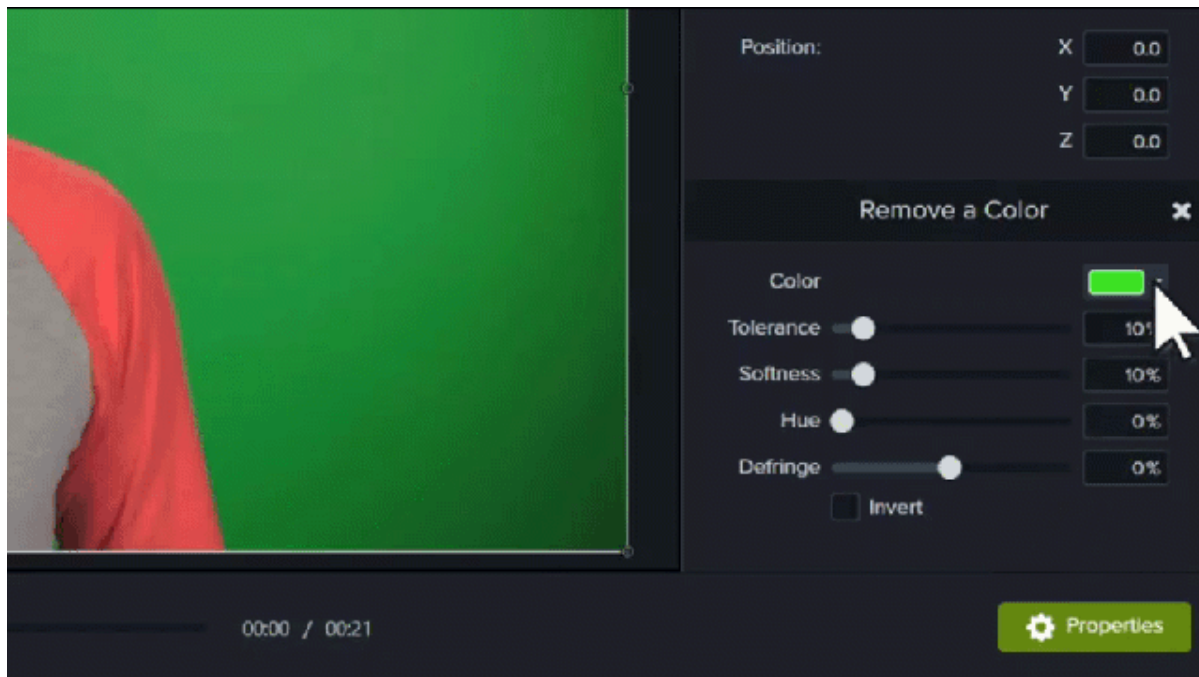 Position: X 0.0
Y 0.0
Z 0.0
Remove a Color
Color
Tolerance 10%
Softness 10%
Hue 0%
Defringe 0%
Invert
00:00 / 00:21
Properties